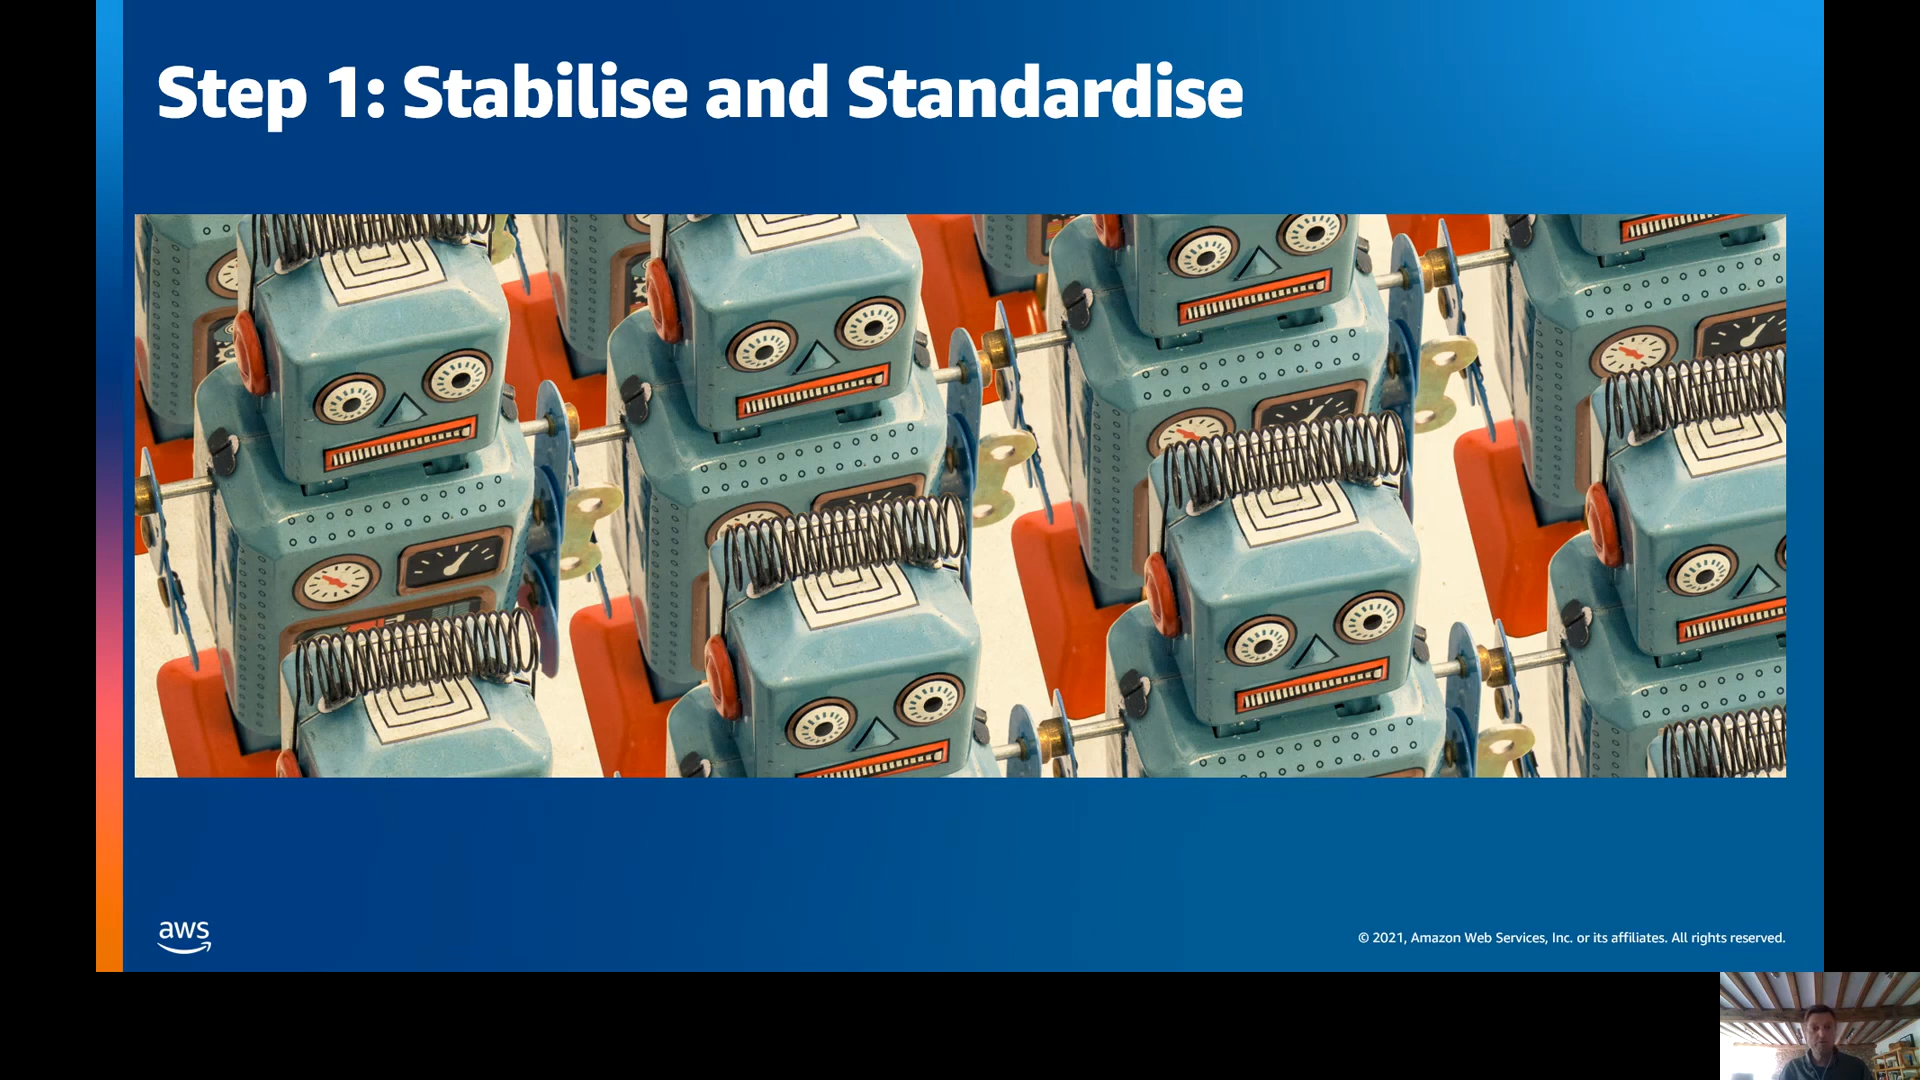 Step 1: Stabilise and Standardise
aws
© 2021, Amazon Web Services, Inc. or its affiliates. All rights reserved.